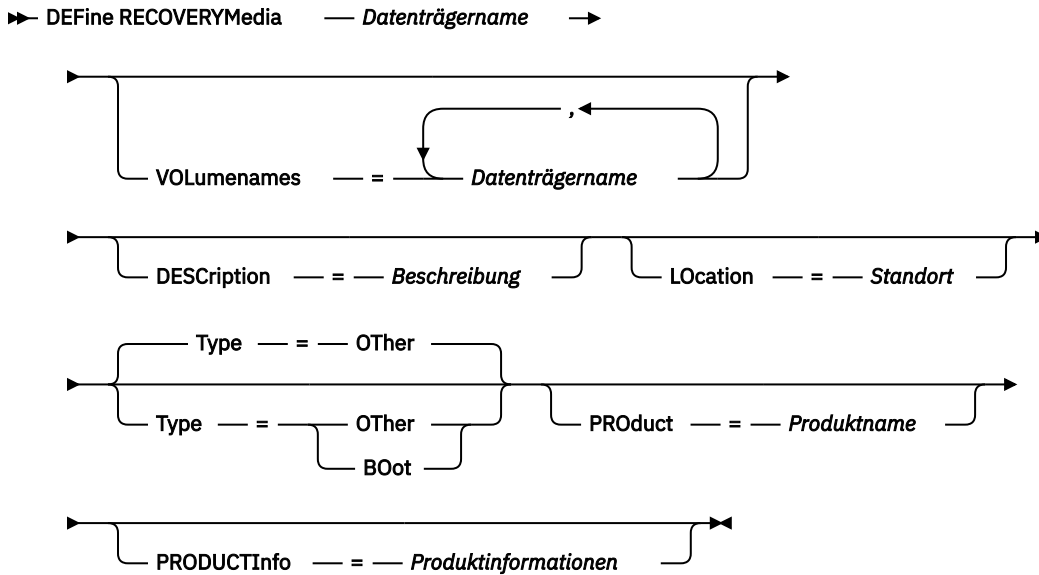 DEFine RECOVERYMedia Datenträgername
,
VOLumenames = Datenträgername
DESCription = Beschreibung LOcation = Standort
Type = OTher
Type = OTher PROduct = Produktname
BOot
PRODUCTInfo = Produktinformationen